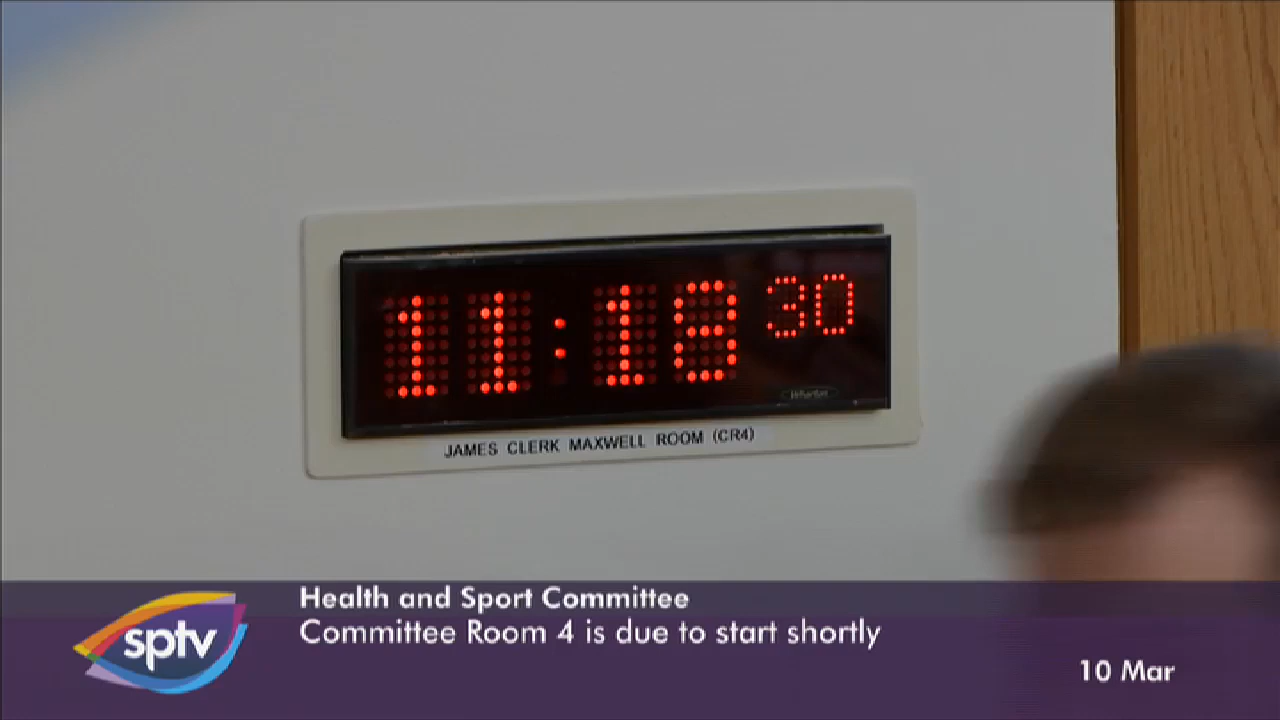 11:18 30
JAMES CLERK MAXWELL ROOM (CR4)
Health and Sport Committee
sptv
Committee Room 4 is due to start shortly
10 Mar